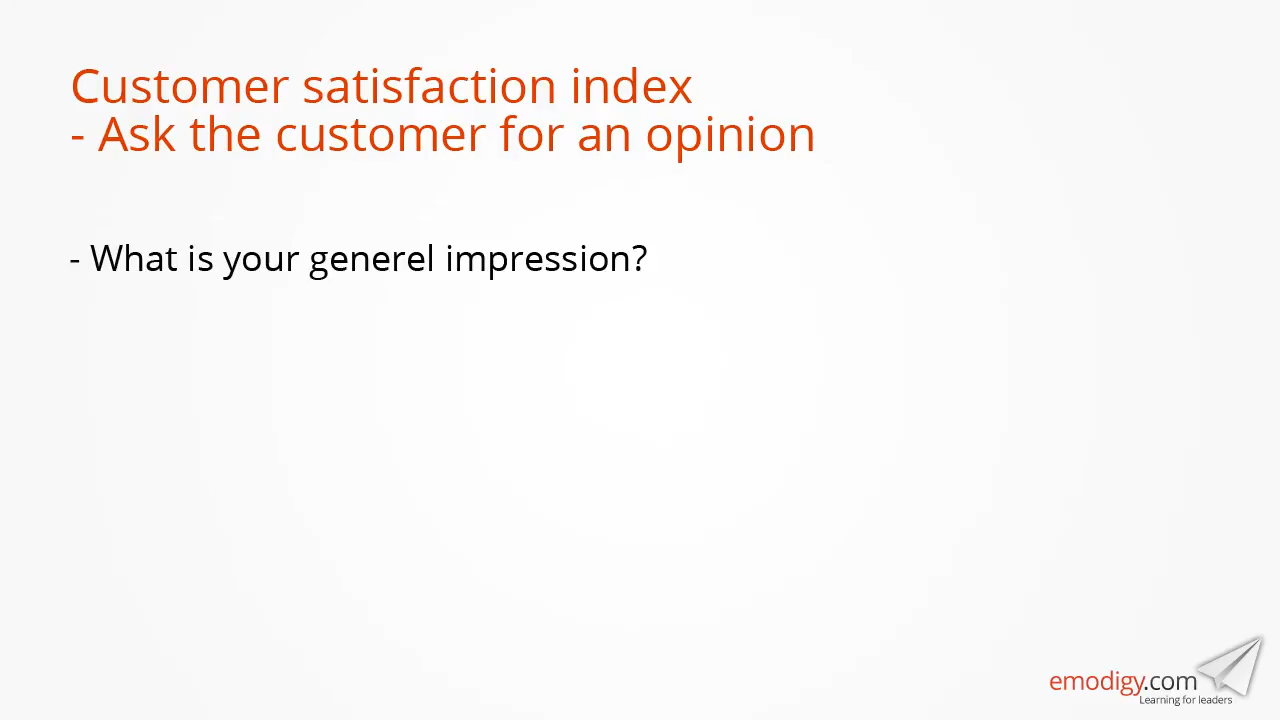 Customer satisfaction index
- Ask the customer for an opinion
- What is your generel impression?
emodigy.com
Learning for leaders